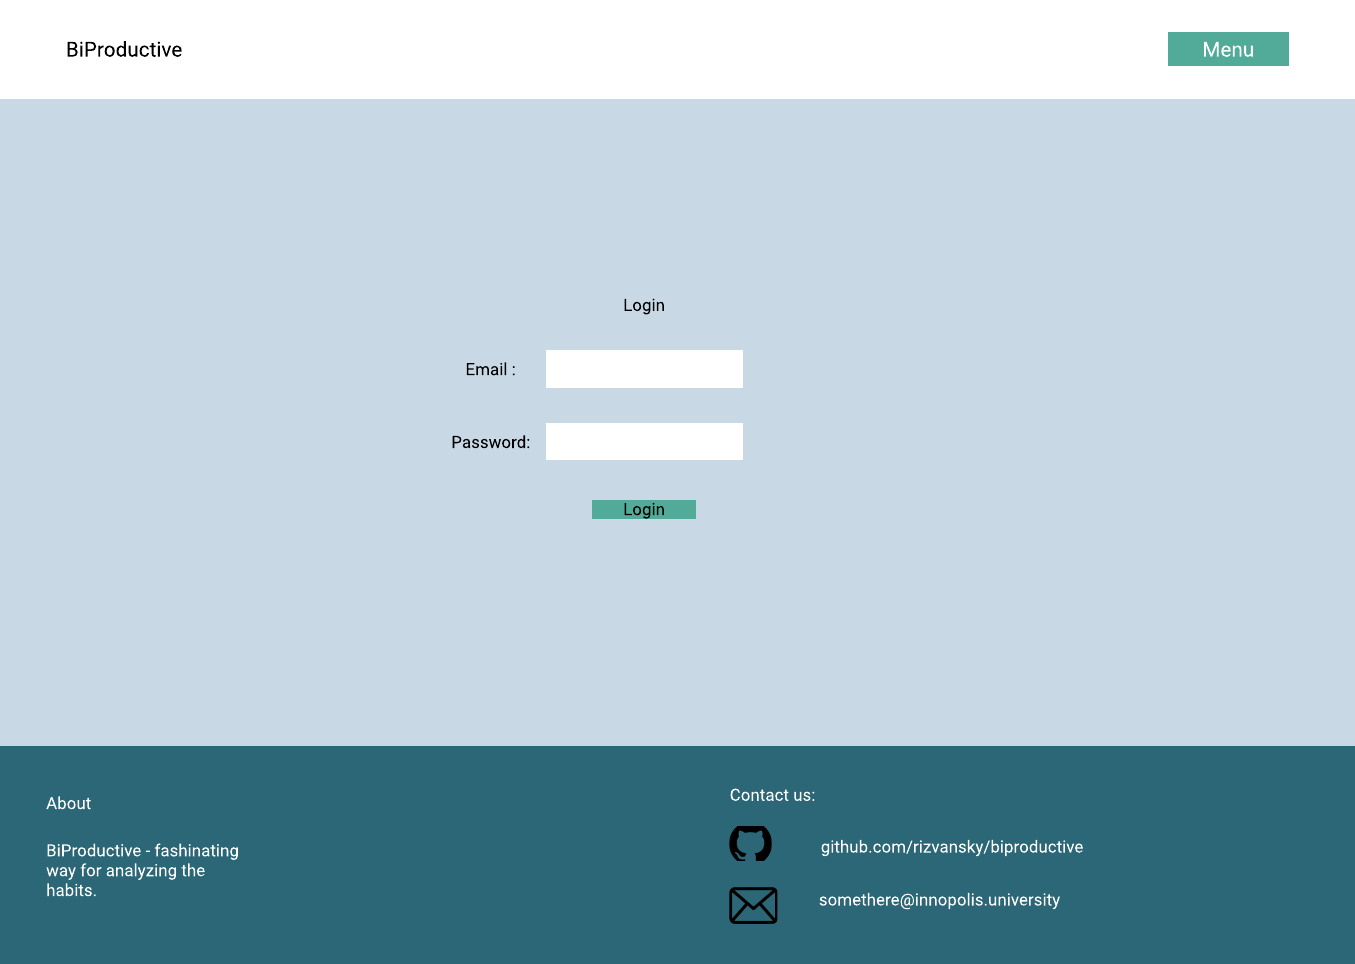 BiProductive
Menu
Login
Email :
Password:
Login
About
BiProductive - fashinating
way for analyzing the
habits.
Contact us:
github.com/rizvansky/biproductive
somethere@innopolis.university